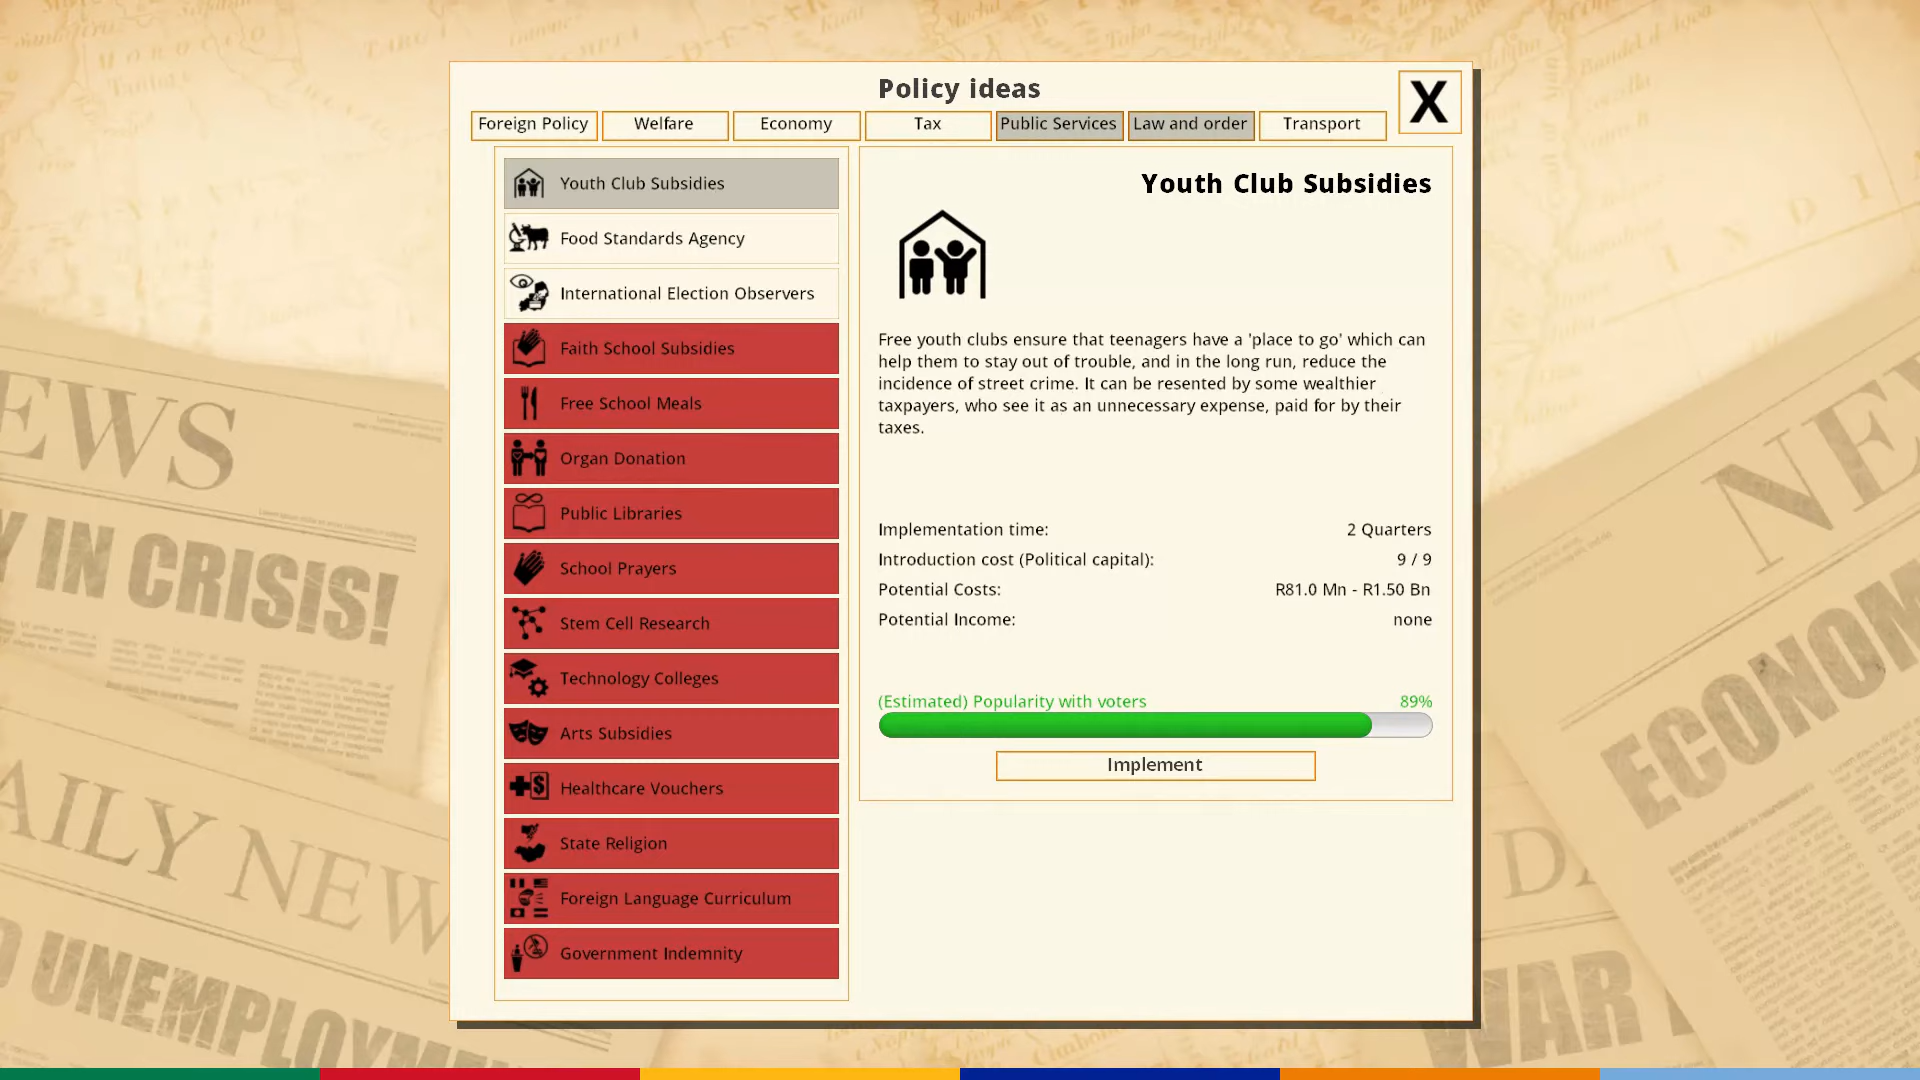 Policy ideas
X
Foreign Policy
Welfare
Economy
Tax
Public Services
Law and order
Transport
Youth Club Subsidies
Food Standards Agency
International Election Observers
Faith School Subsidies
Free School Meals
Organ Donation
Public Libraries
School Prayers
Stem Cell Research
Technology Colleges
Arts Subsidies
Healthcare Vouchers
State Religion
Foreign Language Curriculum
Government Indemnity
Youth Club Subsidies
Free youth clubs ensure that teenagers have a 'place to go' which can
help them to stay out of trouble, and in the long run, reduce the
incidence of street crime. It can be resented by some wealthier
taxpayers, who see it as an unnecessary expense, paid for by their
taxes.
Implementation time: 2 Quarters
Introduction cost (Political capital): 9 / 9
Potential Costs: R81.0 Mn - R1.50 Bn
Potential Income: none
(Estimated) Popularity with voters 89%
Implement
EWS
Y IN CRISIS!
AILY NEW
UNEMPLOYM
NE
ECONOM
DA
WAR